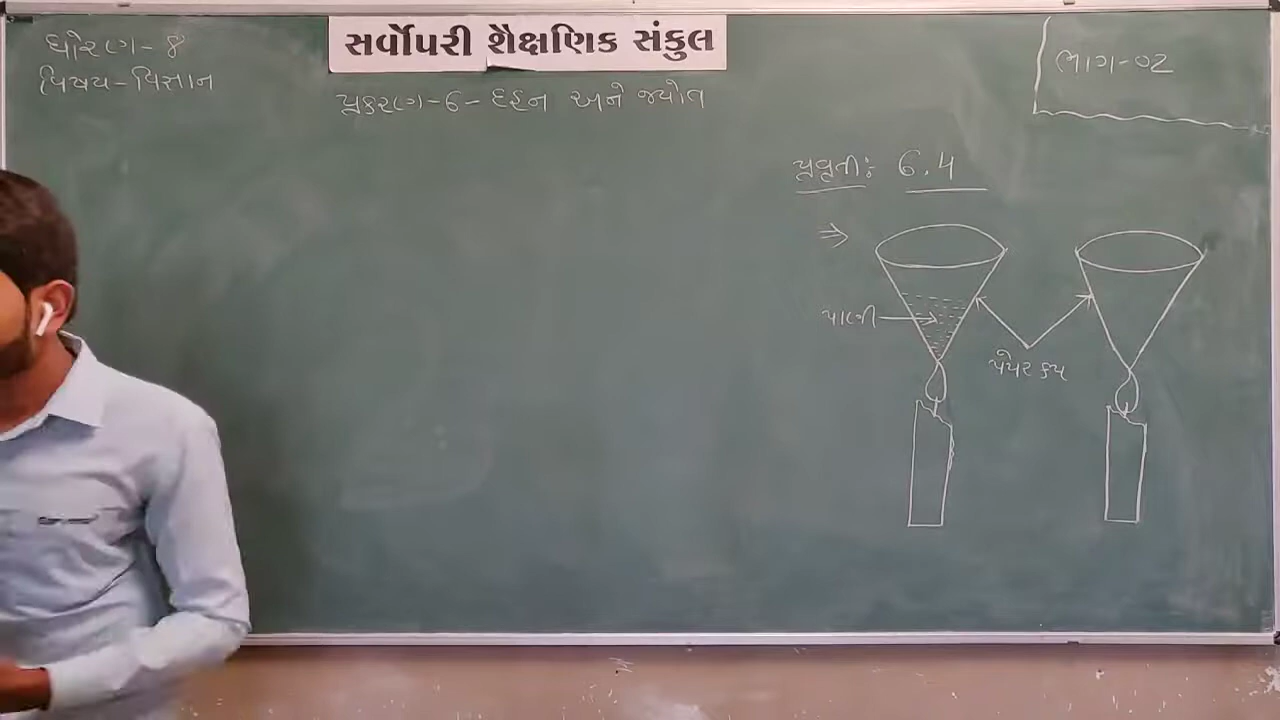 ધોરણ-8
વિષય-વિજ્ઞાન
સર્વોપરી શૈક્ષણિક સંકુલ
પ્રકરણ-6-દહન અને જ્યોત
ભાગ-02
પ્રવૃતી: 6.4
પાણી
પેપર કપ